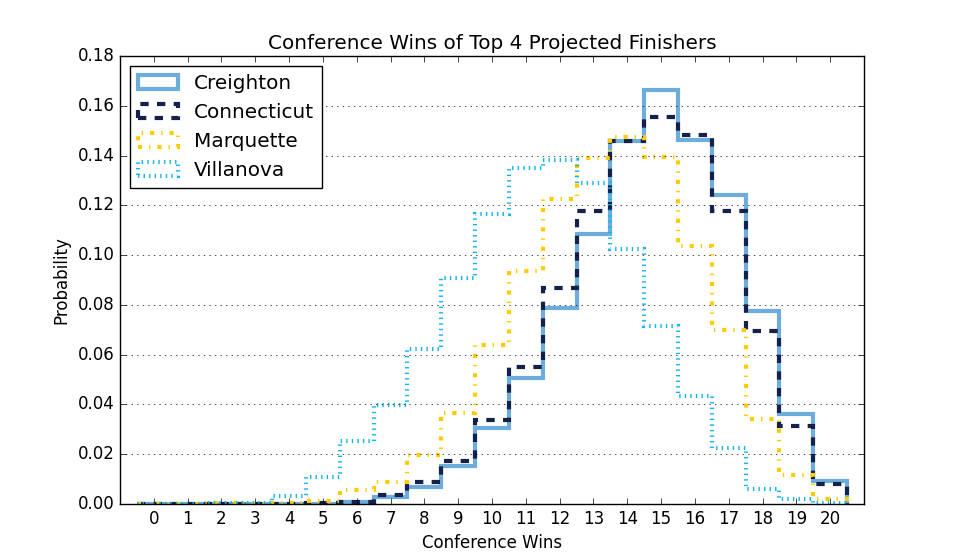 Conference Wins of Top 4 Projected Finishers
0.18
0.16
0.14
0.12
0.10
0.08
0.06
0.04
0.02
0.00
Probability
Creighton
Connecticut
Marquette
Villanova
0 1 2 3 4 5 6 7 8 9 10 11 12 13 14 15 16 17 18 19 20
Conference Wins